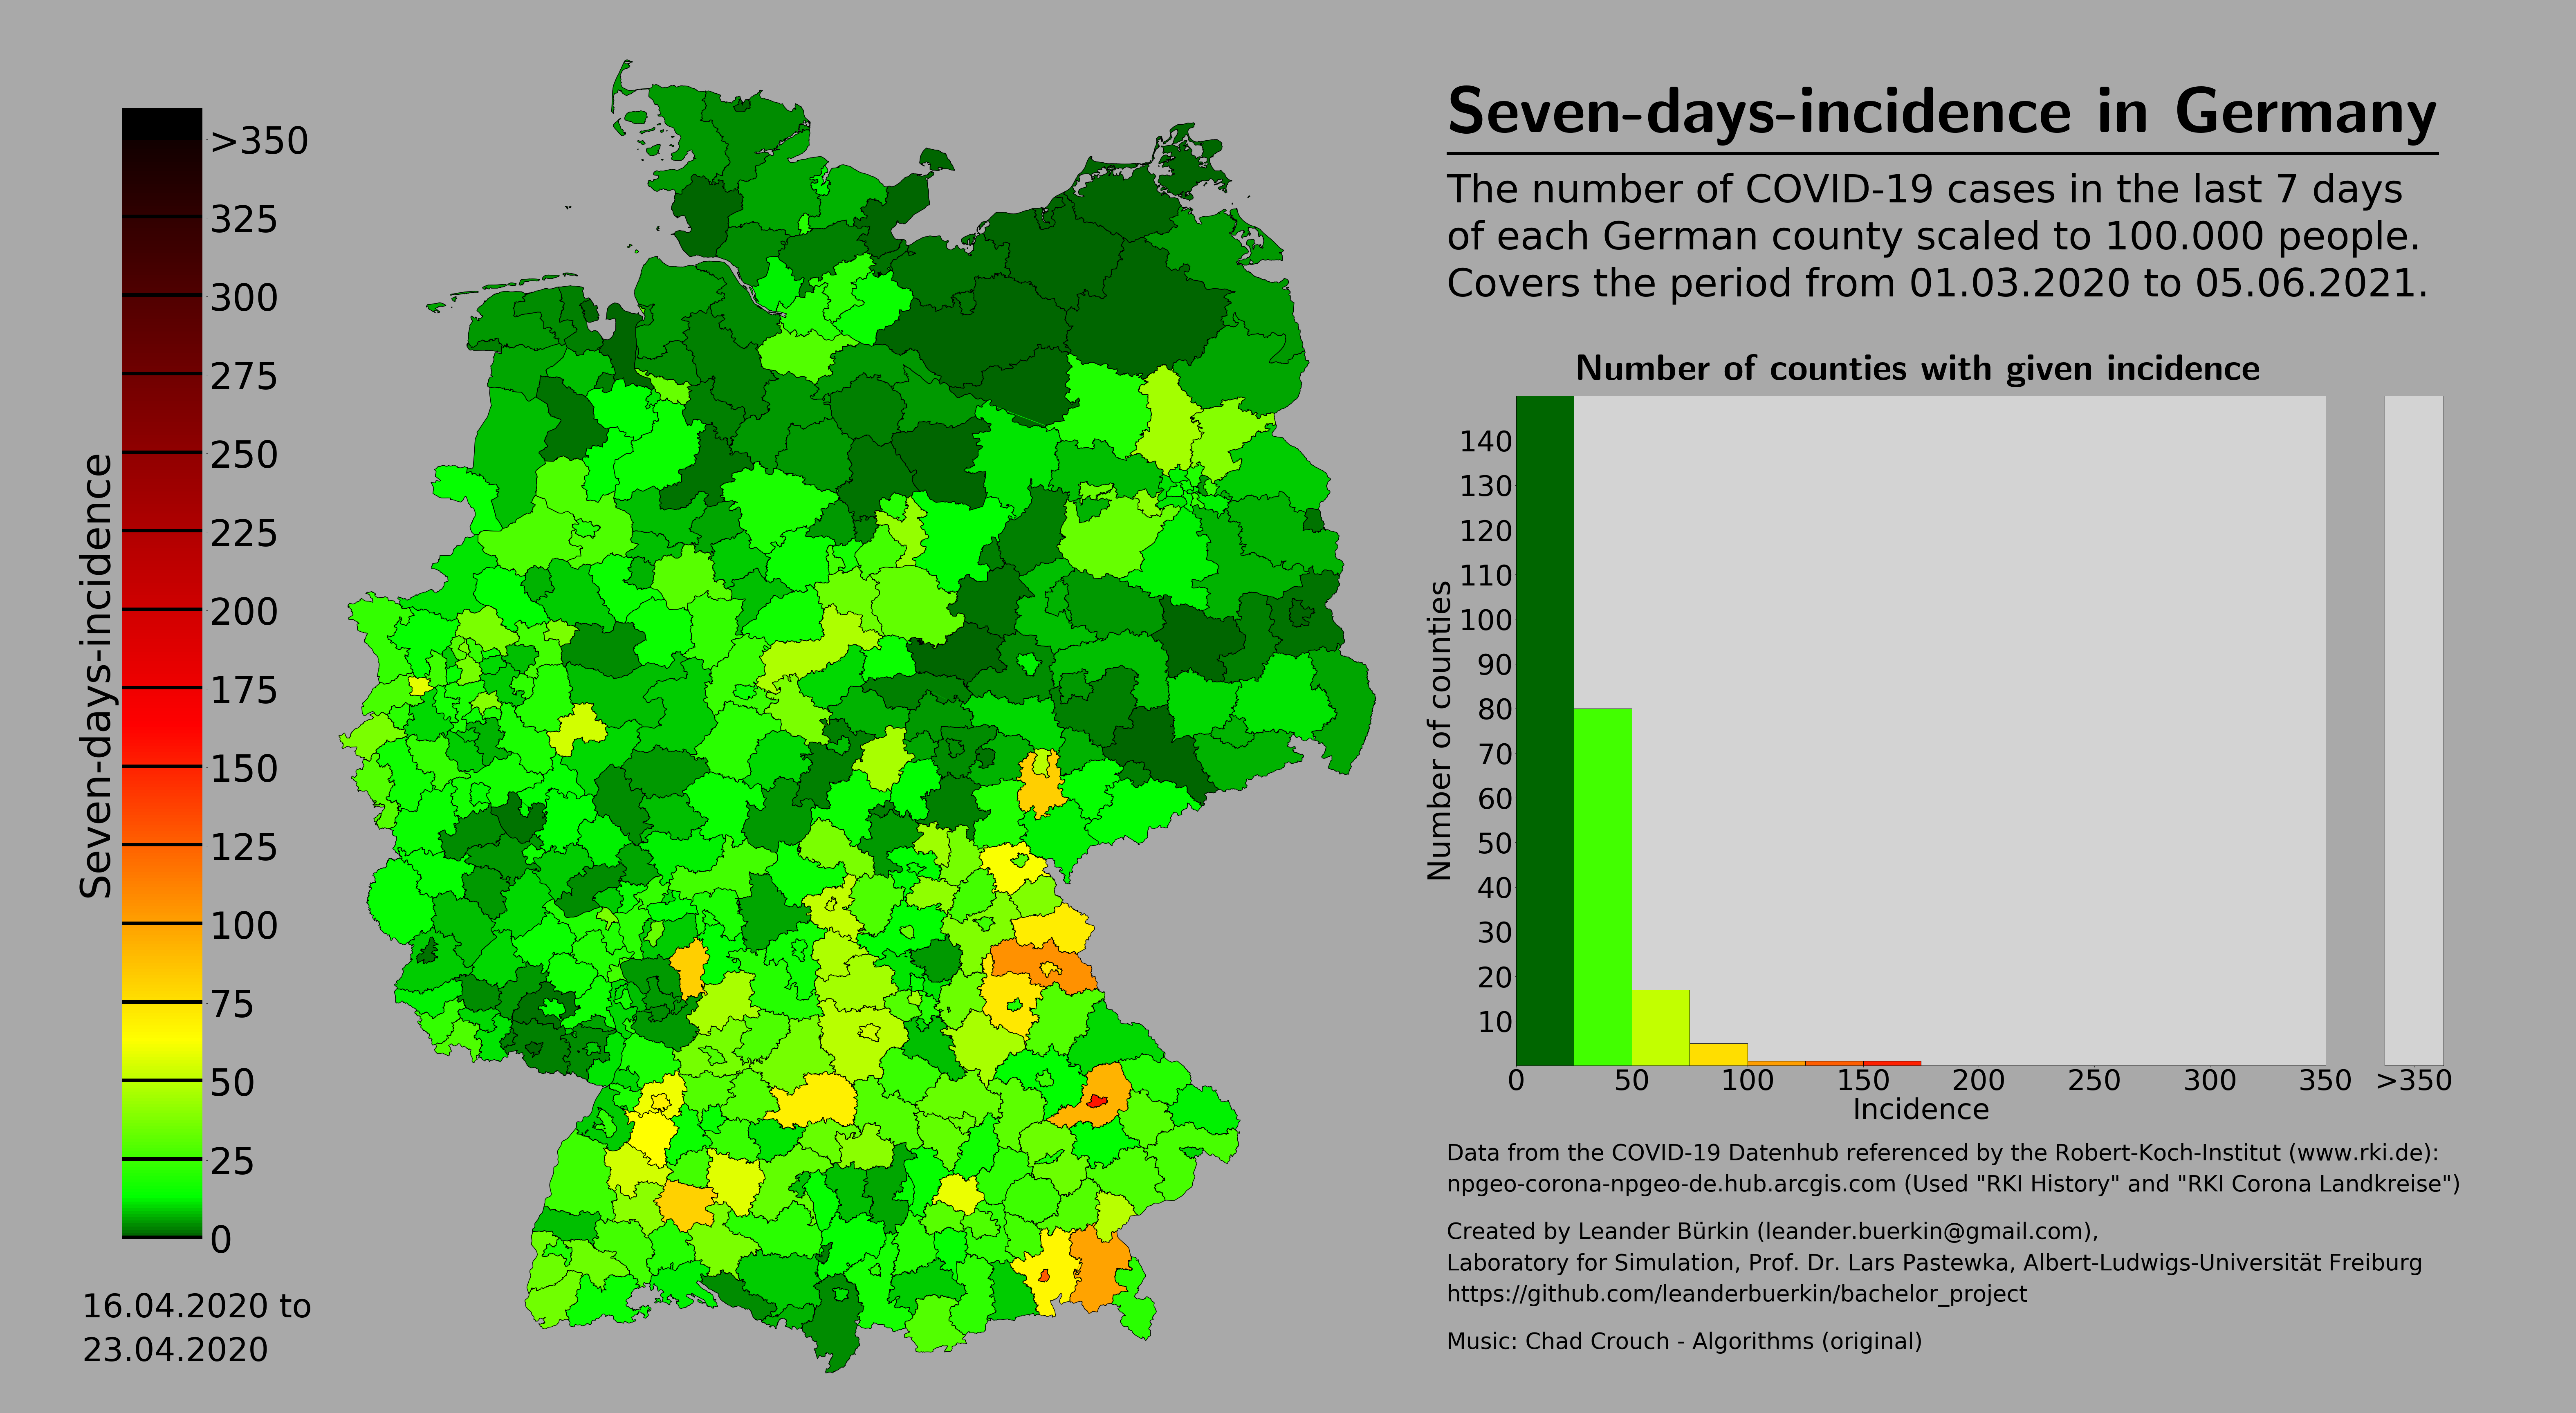 Seven-days-incidence in Germany
The number of COVID-19 cases in the last 7 days
of each German county scaled to 100.000 people.
Covers the period from 01.03.2020 to 05.06.2021.
Seven-days-incidence
>350
325
300
275
250
225
200
175
150
125
100
75
50
25
0
16.04.2020 to
23.04.2020
Number of counties with given incidence
Number of counties
140
130
120
110
100
90
80
70
60
50
40
30
20
10
0 50 100 150 200 250 300 350 >350
Incidence
Data from the COVID-19 Datenhub referenced by the Robert-Koch-Institut (www.rki.de):
npgeo-corona-npgeo-de.hub.arcgis.com (Used "RKI History" and "RKI Corona Landkreise")
Created by Leander Bürkin (leander.buerkin@gmail.com),
Laboratory for Simulation, Prof. Dr. Lars Pastewka, Albert-Ludwigs-Universität Freiburg
https://github.com/leanderbuerkin/bachelor_project
Music: Chad Crouch - Algorithms (original)